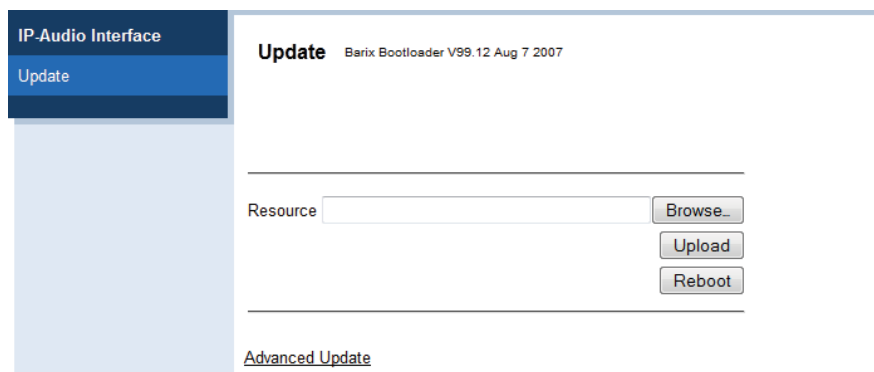 IP-Audio Interface
Update
Update Barix Bootloader V99.12 Aug 7 2007
Resource Browse...
Upload
Reboot
Advanced Update